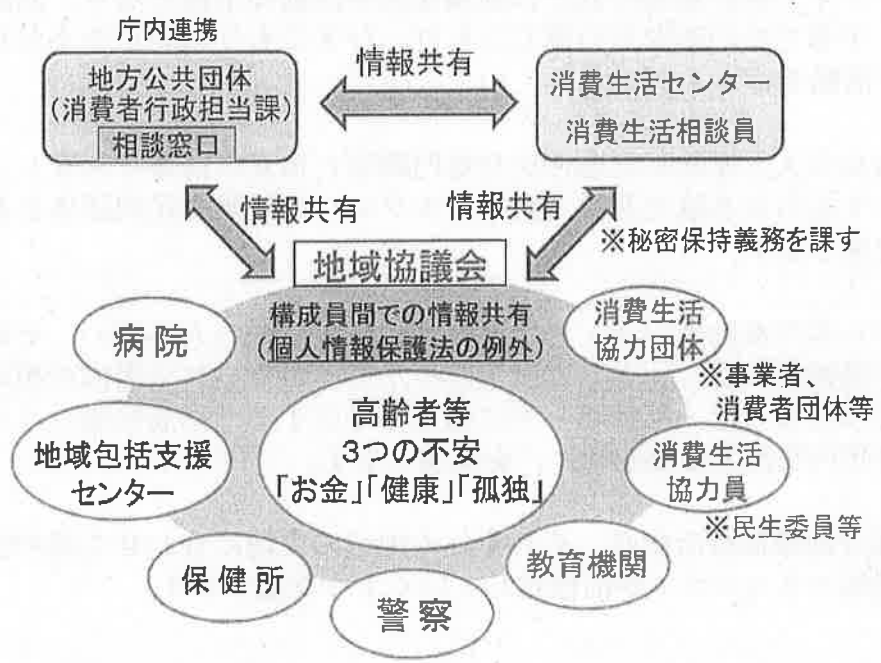 庁内連携
地方公共団体
(消費者行政担当課)
相談窓口
情報共有
消費生活センター
消費生活相談員
情報共有
情報共有
※秘密保持義務を課す
地域協議会
構成員間での情報共有
(個人情報保護法の例外)
病院
消費生活
協力団体
※事業者、
消費者団体等
高齢者等
3つの不安
「お金」「健康」「孤独」
地域包括支援
センター
消費生活
協力員
※民生委員等
保健所
警察
教育機関